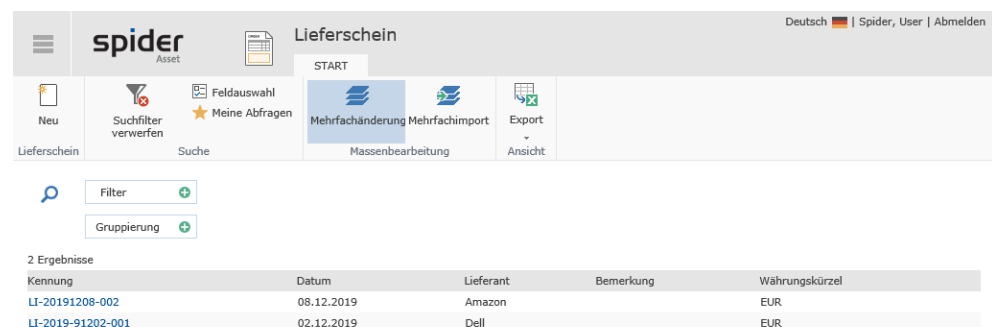 Deutsch | Spider, User | Abmelden
spider
Asset
Lieferschein
START
Neu
Suchfilter
verwerfen
Feldauswahl
Meine Abfragen
Mehrfachänderung
Mehrfachimport
Export
Lieferschein
Suche
Massenbearbeitung
Ansicht
Filter
Gruppierung
2 Ergebnisse
Kennung Datum Lieferant Bemerkung Währungskürzel
LI-20191208-002 08.12.2019 Amazon EUR
LI-2019-91202-001 02.12.2019 Dell EUR